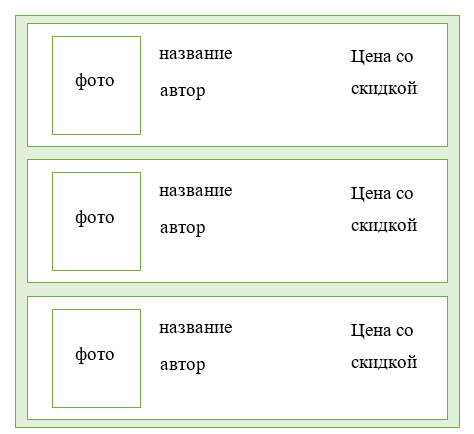 фото
название
автор
Цена со
скидкой
фото
название
автор
Цена со
скидкой
фото
название
автор
Цена со
скидкой